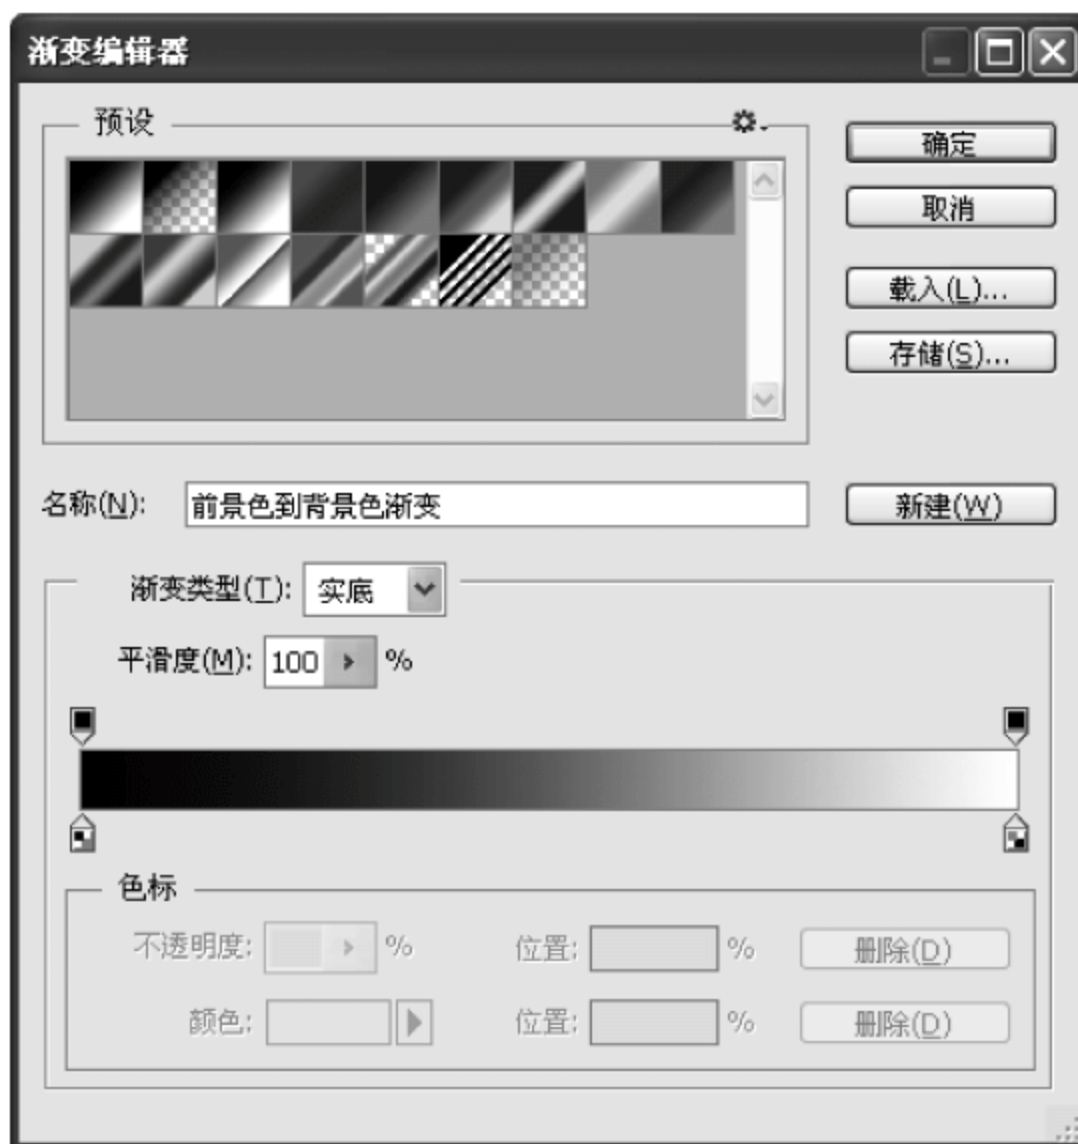 渐变编辑器
预设
确定
取消
载入(L)...
存储(S)...
名称(N): 前景色到背景色渐变
新建(W)
渐变类型(T): 实底
平滑度(M): 100 %
色标
不透明度: % 位置: % 删除(D)
颜色: 位置: % 删除(D)